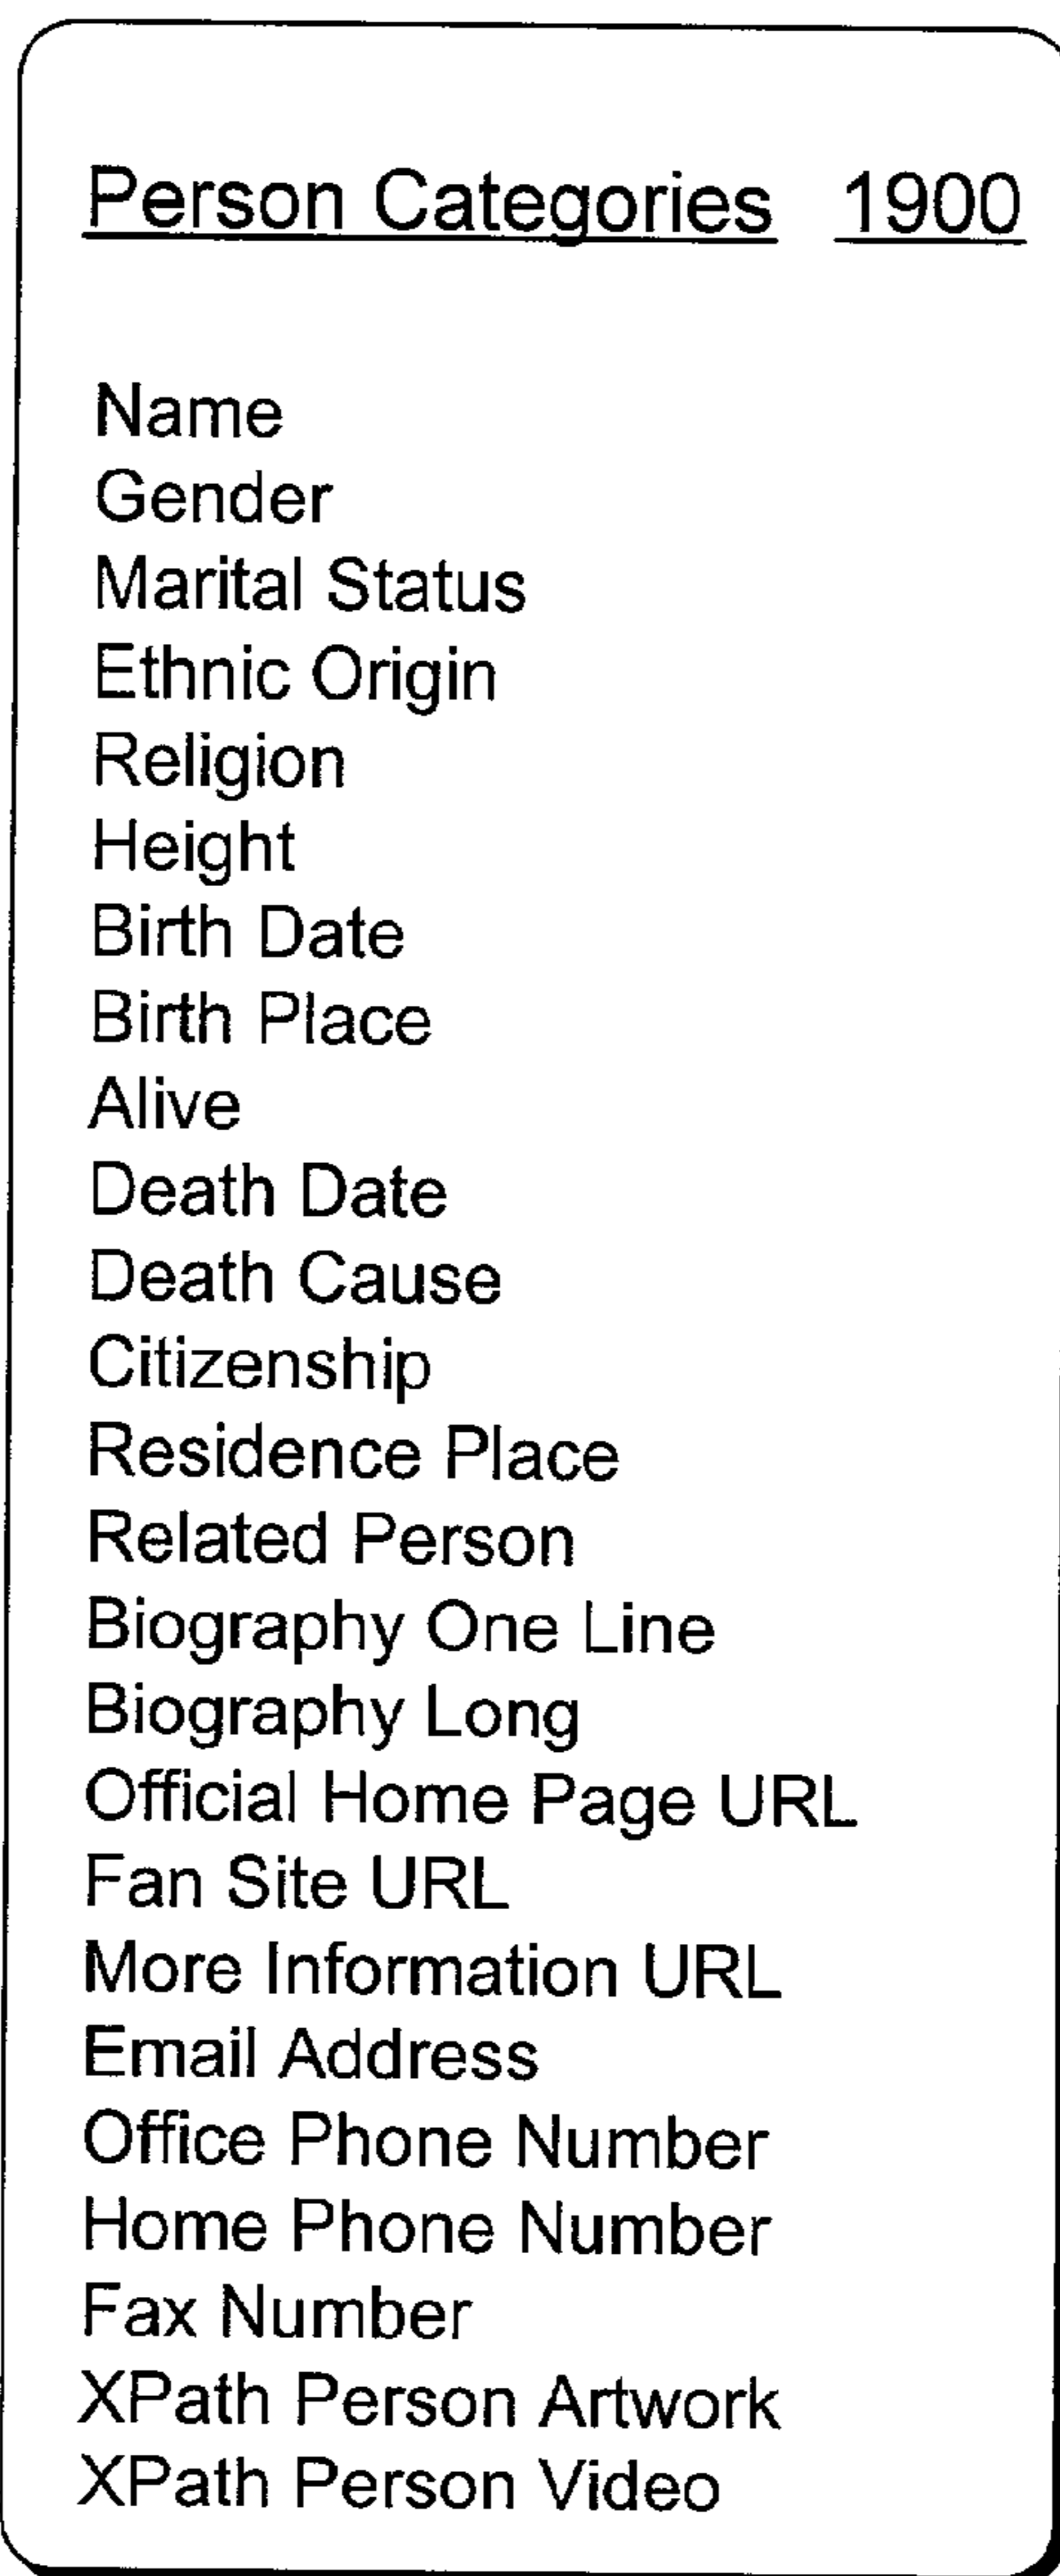 Person Categories 1900
Name
Gender
Marital Status
Ethnic Origin
Religion
Height
Birth Date
Birth Place
Alive
Death Date
Death Cause
Citizenship
Residence Place
Related Person
Biography One Line
Biography Long
Official Home Page URL
Fan Site URL
More Information URL
Email Address
Office Phone Number
Home Phone Number
Fax Number
XPath Person Artwork
XPath Person Video